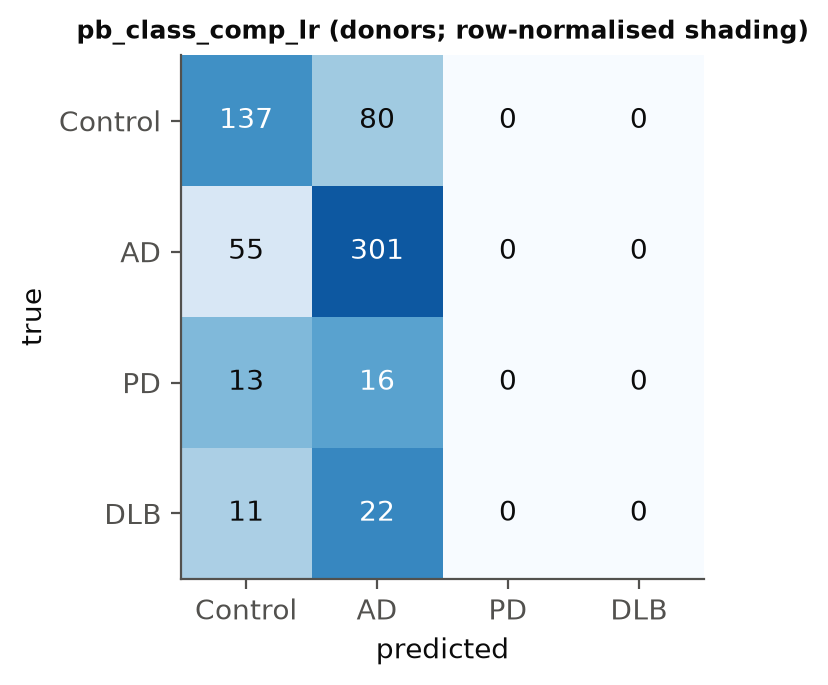 pb_class_comp_lr (donors; row-normalised shading)
Control 137 80 0 0
AD 55 301 0 0
PD 13 16 0 0
DLB 11 22 0 0
true
Control AD PD DLB
predicted